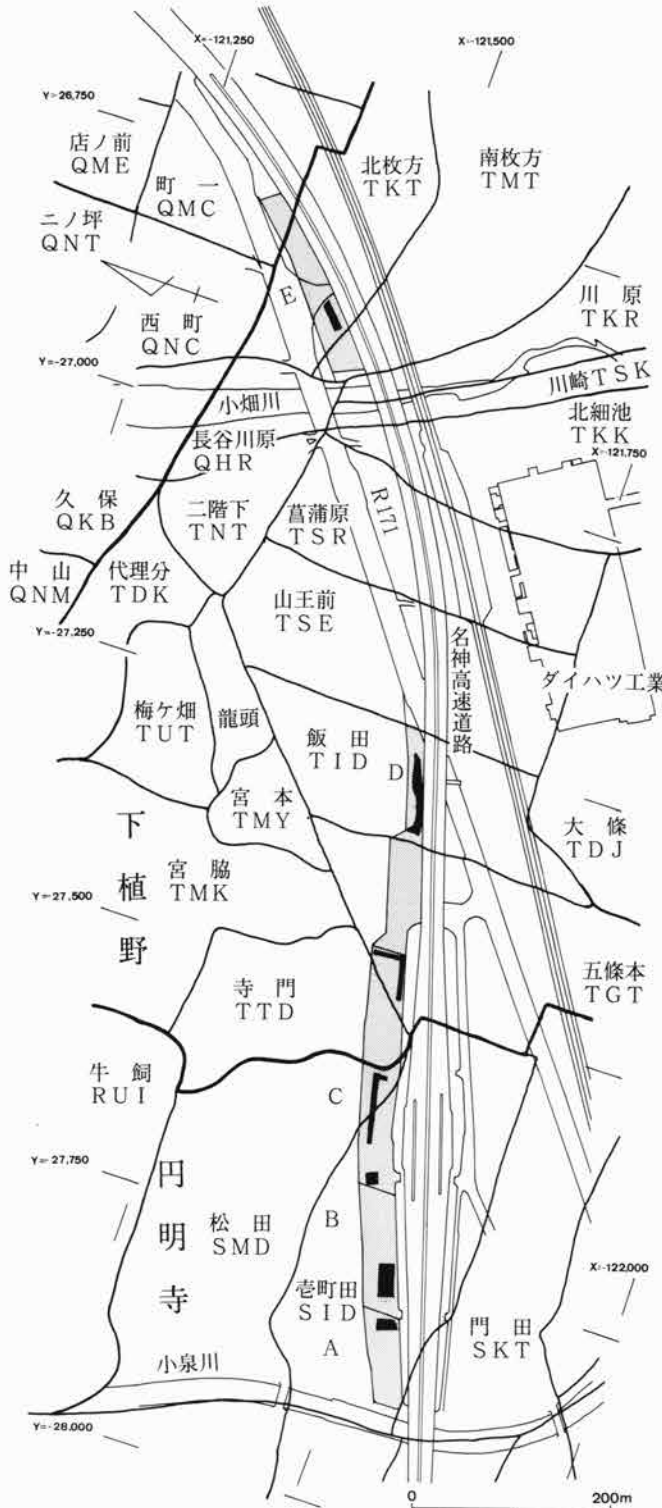 X=-121,250
X=-121,500
Y=-26,750
店ノ前
QME
町一
QMC
北枚方
TKT
南枚方
TMT
二ノ坪
QNT
西町
QNC
E
川原
TKR
Y=-27,000
小畑川
川崎TSK
長谷川原
QHR
北細池
TKK
X=-121,750
久保
QKB
二階下
TNT
菖蒲原
TSR
R171
中山
QNM
代理分
TDK
山王前
TSE
Y=-27,250
名神高速道路
ダイハツ工業
梅ケ畑
TUT
龍頭
飯田
TID
D
宮本
TMY
大條
TDJ
下植野
宮脇
TMK
Y=-27,500
寺門
TTD
五條本
TGT
牛飼
RUI
C
Y=-27,750
円明寺
松田
SMD
B
壱町田
SID
X=-122,000
門田
SKT
A
小泉川
Y=-28,000
0 200m